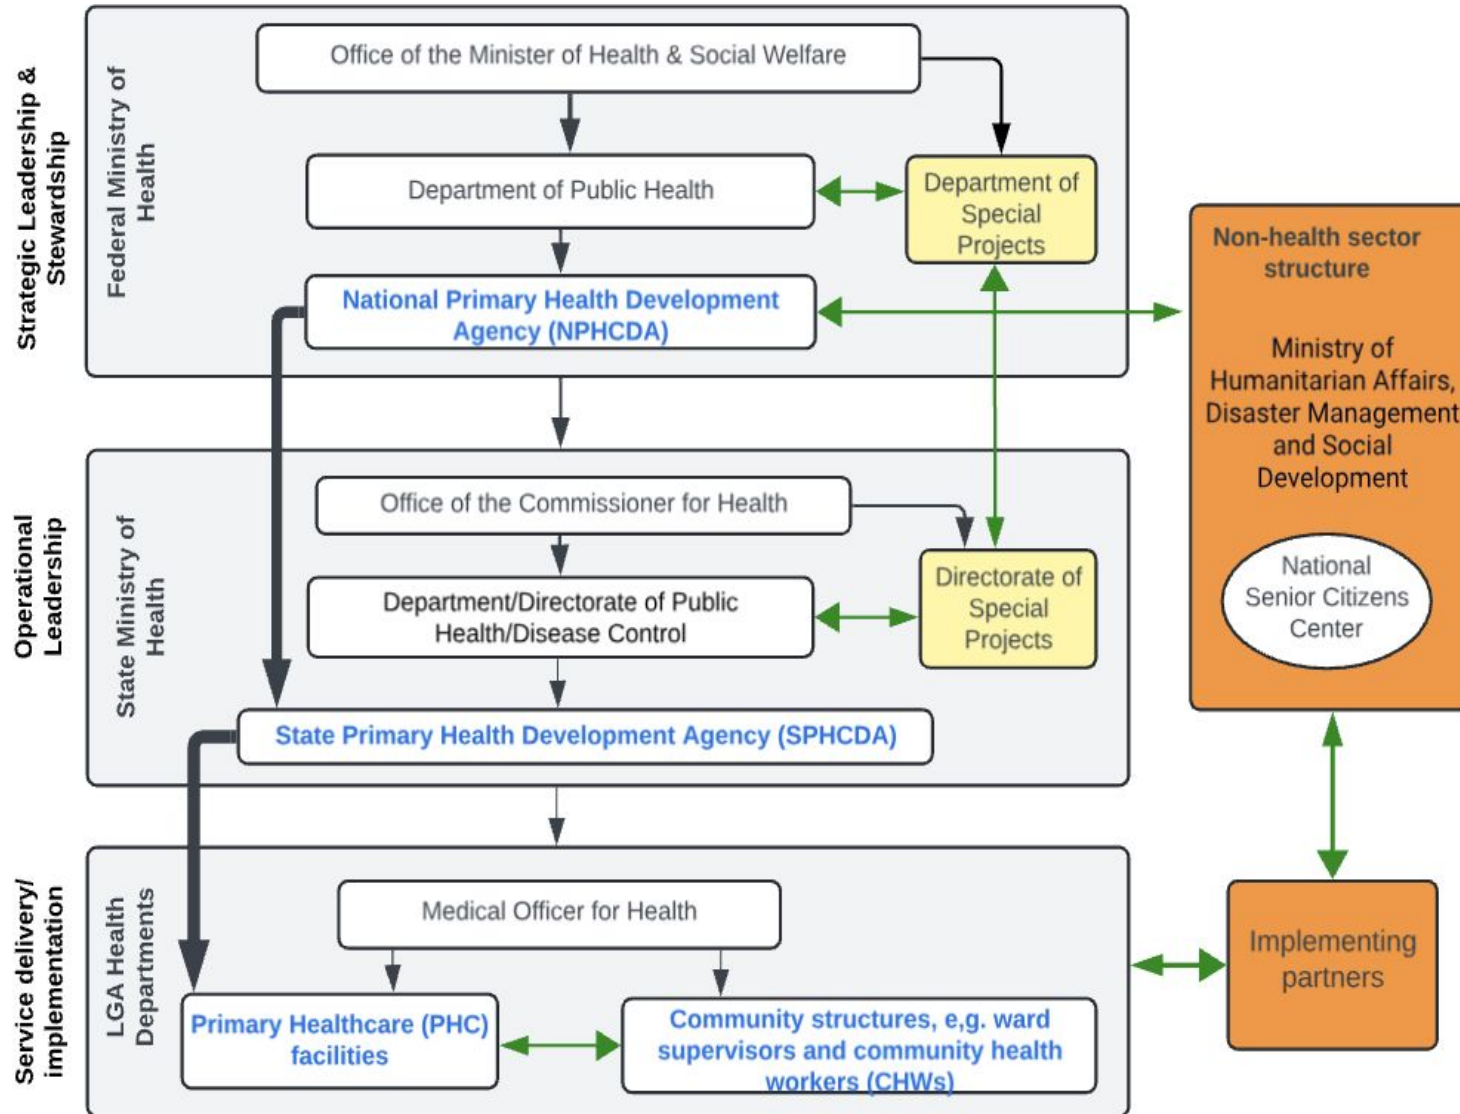 Strategic Leadership &
Stewardship
Federal Ministry of
Health
Office of the Minister of Health & Social Welfare
Department of Public Health
Department of
Special
Projects
National Primary Health Development
Agency (NPHCDA)
Non-health sector
structure
Ministry of
Humanitarian Affairs,
Disaster Management
and Social
Development
National
Senior Citizens
Center
Operational
Leadership
State Ministry of
Health
Office of the Commissioner for Health
Department/Directorate of Public
Health/Disease Control
Directorate of
Special
Projects
State Primary Health Development Agency (SPHCDA)
Service delivery/
implementation
LGA Health
Departments
Medical Officer for Health
Primary Healthcare (PHC)
facilities
Community structures, e,g. ward
supervisors and community health
workers (CHWs)
Implementing
partners